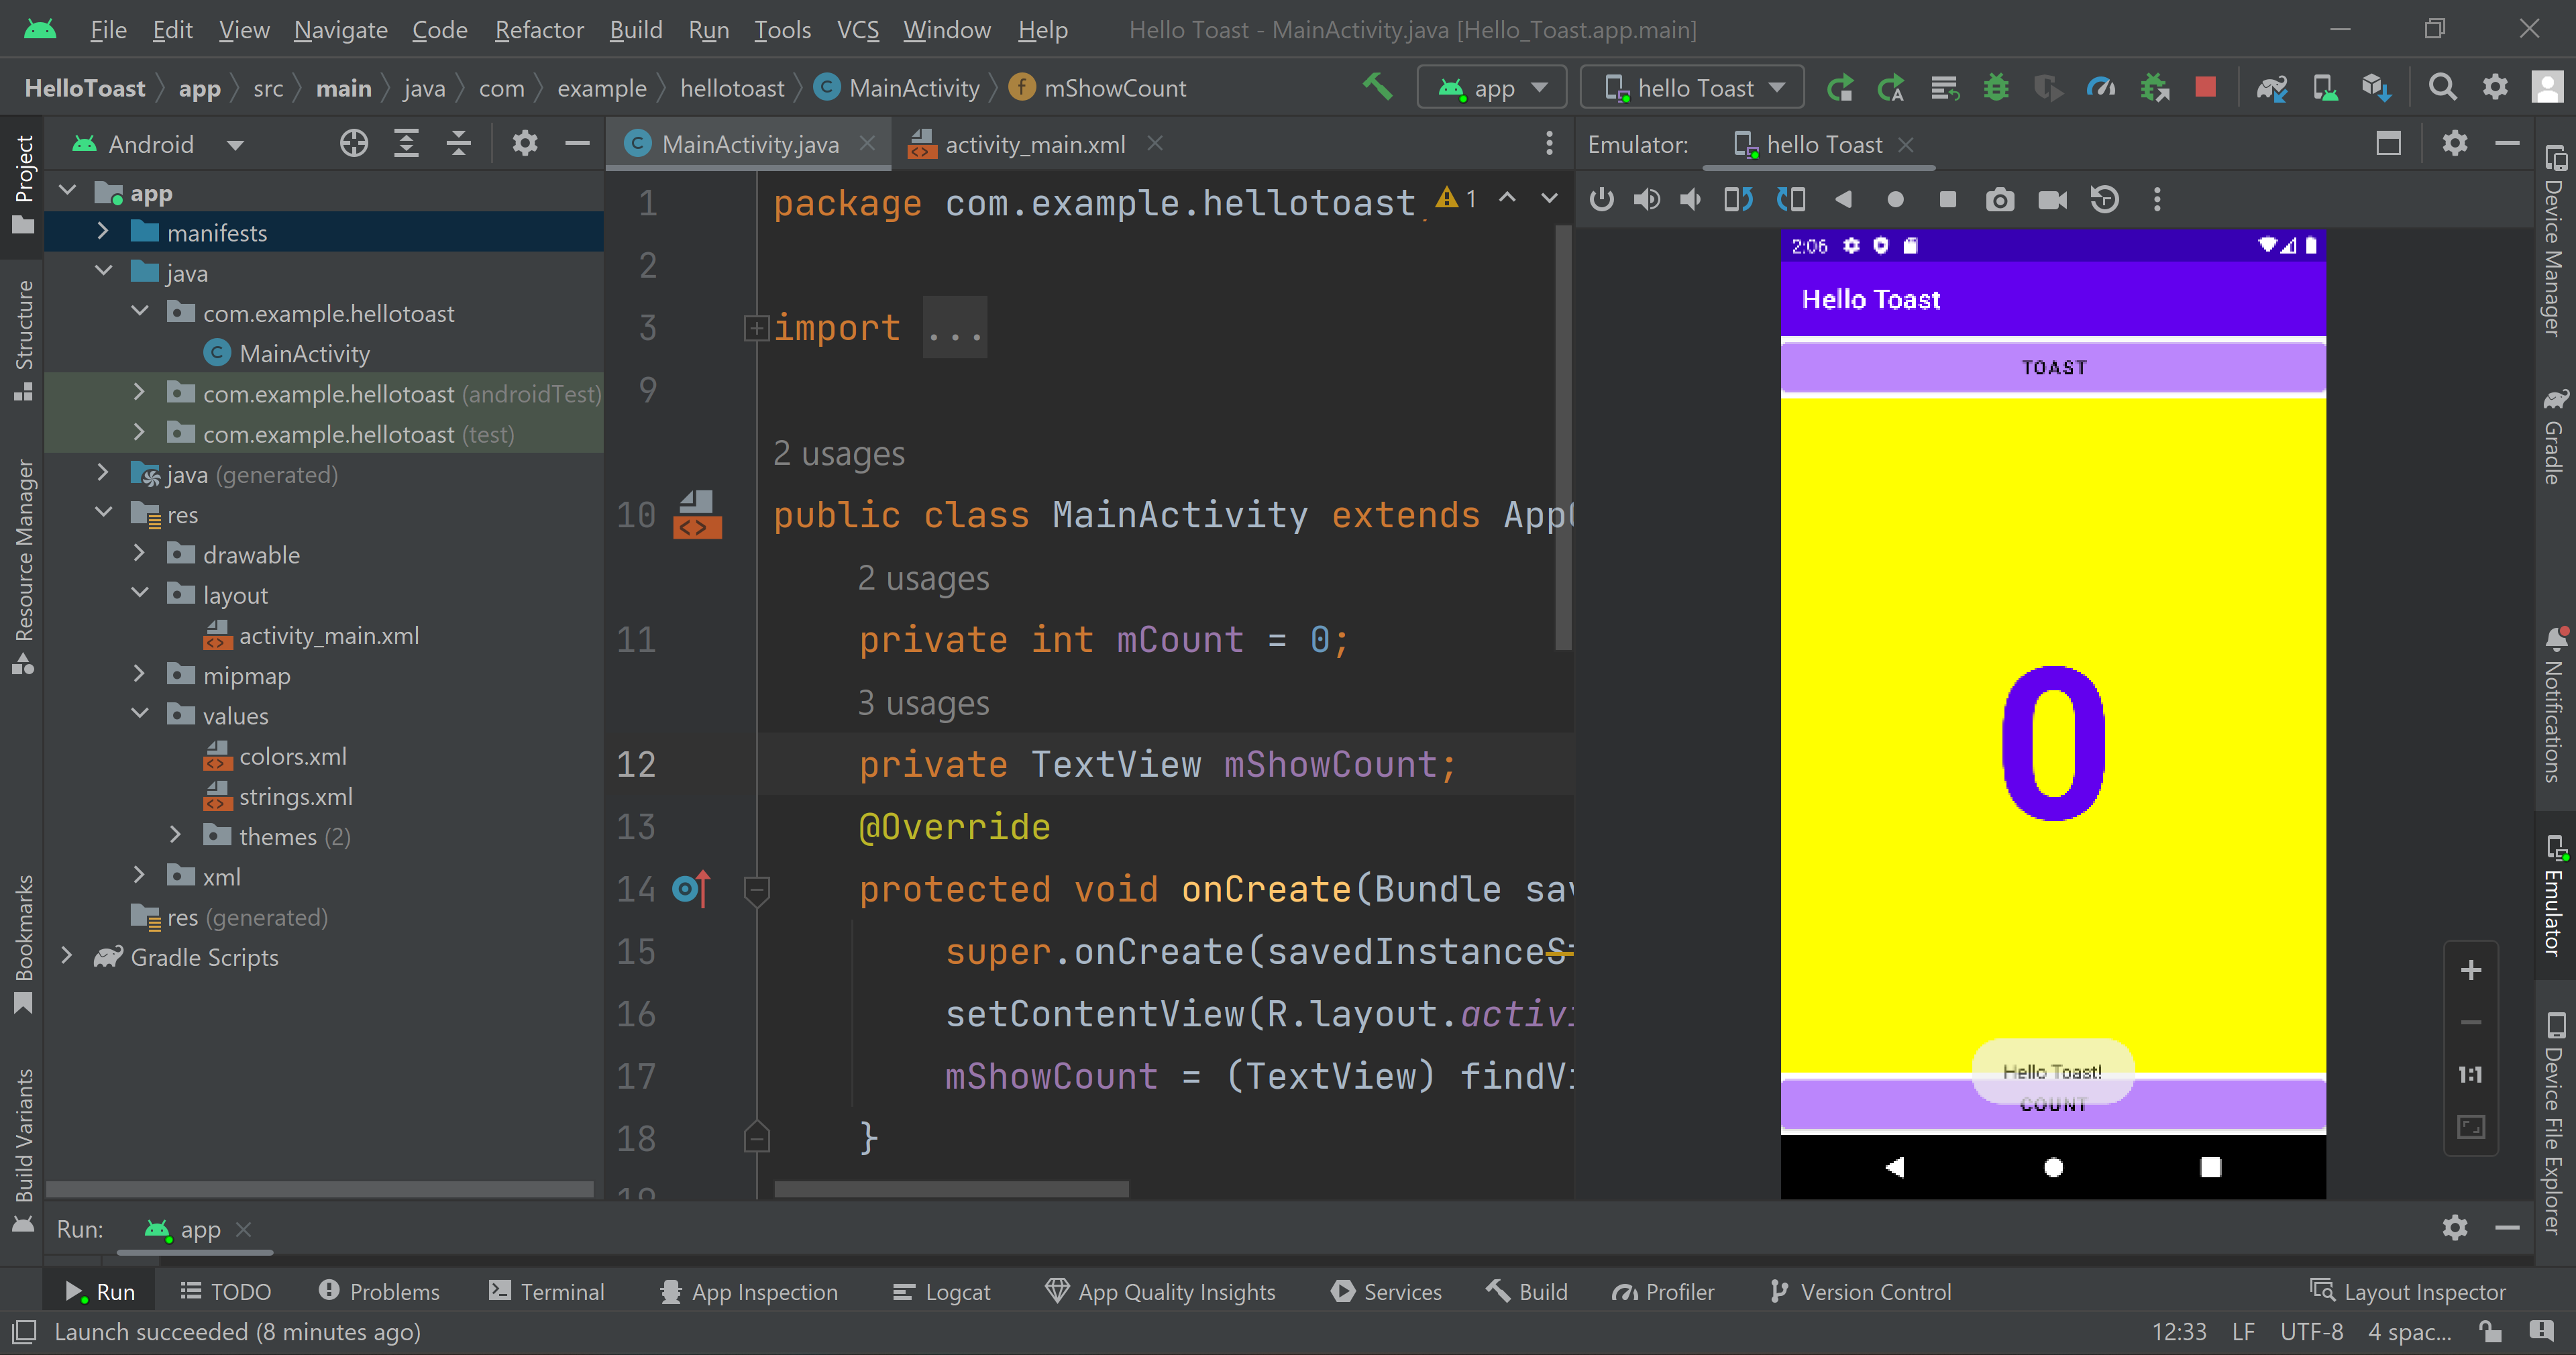 File Edit View Navigate Code Refactor Build Run Tools VCS Window Help Hello Toast - MainActivity.java [Hello_Toast.app.main]
HelloToast app src main java com example hellotoast MainActivity mShowCount app hello Toast
Project
Structure
Resource Manager
Bookmarks
Build Variants
Android
app
manifests
java
com.example.hellotoast
MainActivity
com.example.hellotoast (androidTest)
com.example.hellotoast (test)
java (generated)
res
drawable
layout
activity_main.xml
mipmap
values
colors.xml
strings.xml
themes (2)
xml
res (generated)
Gradle Scripts
MainActivity.java activity_main.xml
1 package com.example.hellotoast; 1
2
3 import ...
9
2 usages
10 public class MainActivity extends App
2 usages
11 private int mCount = 0;
3 usages
12 private TextView mShowCount;
13 @Override
14 protected void onCreate(Bundle sav
15 super.onCreate(savedInstanceS
16 setContentView(R.layout.activi
17 mShowCount = (TextView) findVi
18 }
19
Emulator: hello Toast
2:06
Hello Toast
TOAST
0
Hello Toast!
COUNT
1:1
Device Manager
Gradle
Notifications
Emulator
Device File Explorer
Run: app
Run TODO Problems Terminal App Inspection Logcat App Quality Insights Services Build Profiler Version Control Layout Inspector
Launch succeeded (8 minutes ago) 12:33 LF UTF-8 4 spac...